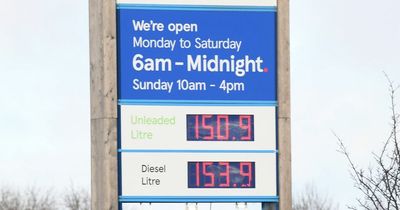 We're open
Monday to Saturday
6am – Midnight.
Sunday 10am - 4pm
Unleaded
Litre
150.9
Diesel
Litre
153.9